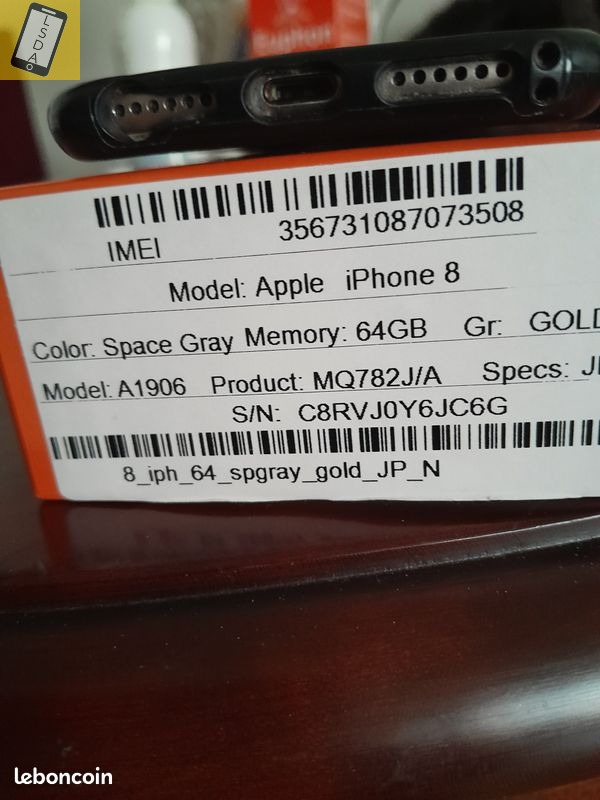 LSDA
IMEI 356731087073508
Model: Apple iPhone 8
Color: Space Gray Memory: 64GB Gr: GOLD
Model: A1906 Product: MQ782J/A Specs:
S/N: C8RVJ0Y6JC6G
8_iph_64_spgray_gold_JP_N
leboncoin